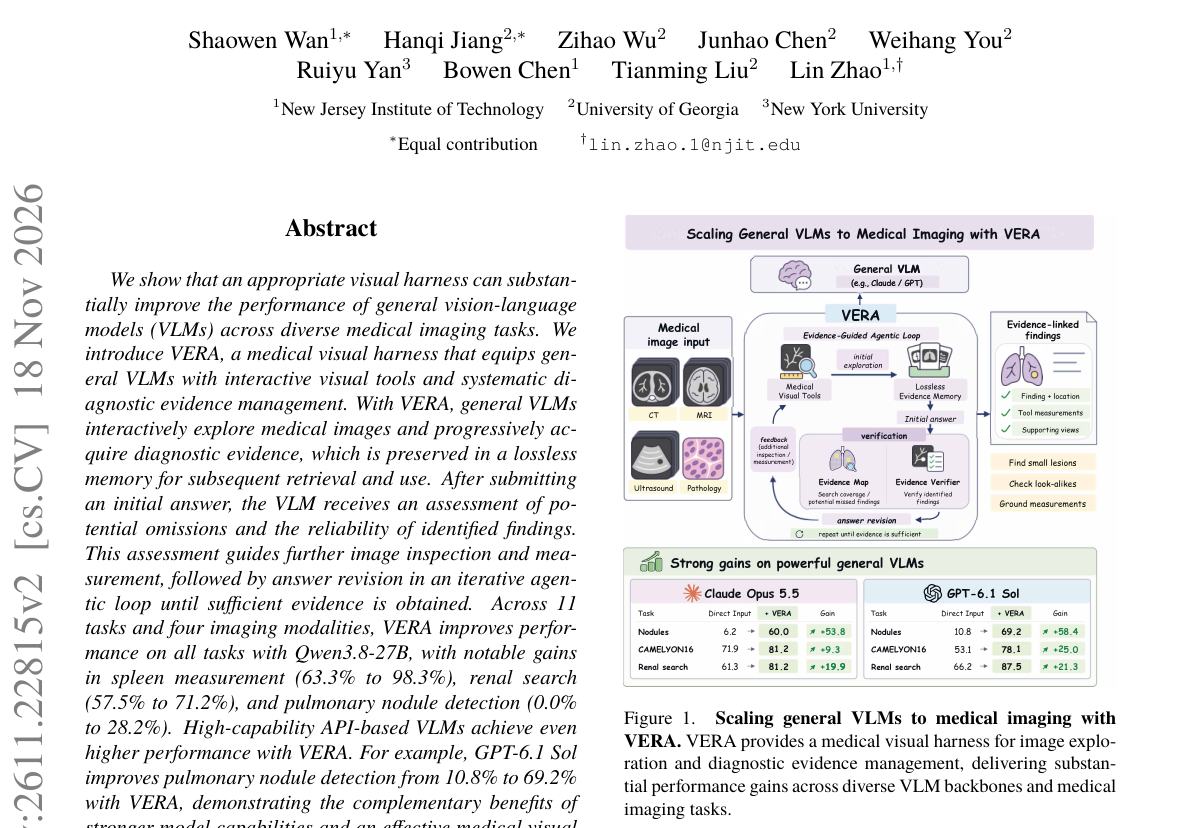 Shaowen Wan1,* Hanqi Jiang2,* Zihao Wu2 Junhao Chen2 Weihang You2
Ruiyu Yan3 Bowen Chen1 Tianming Liu2 Lin Zhao1,†
1New Jersey Institute of Technology 2University of Georgia 3New York University
*Equal contribution †lin.zhao.1@njit.edu
:2611.22815v2 [cs.CV] 18 Nov 2026
Abstract
We show that an appropriate visual harness can substan-
tially improve the performance of general vision-language
models (VLMs) across diverse medical imaging tasks. We
introduce VERA, a medical visual harness that equips gen-
eral VLMs with interactive visual tools and systematic di-
agnostic evidence management. With VERA, general VLMs
interactively explore medical images and progressively ac-
quire diagnostic evidence, which is preserved in a lossless
memory for subsequent retrieval and use. After submitting
an initial answer, the VLM receives an assessment of po-
tential omissions and the reliability of identified findings.
This assessment guides further image inspection and mea-
surement, followed by answer revision in an iterative agen-
tic loop until sufficient evidence is obtained. Across 11
tasks and four imaging modalities, VERA improves perfor-
mance on all tasks with Qwen3.8-27B, with notable gains
in spleen measurement (63.3% to 98.3%), renal search
(57.5% to 71.2%), and pulmonary nodule detection (0.0%
to 28.2%). High-capability API-based VLMs achieve even
higher performance with VERA. For example, GPT-6.1 Sol
improves pulmonary nodule detection from 10.8% to 69.2%
with VERA, demonstrating the complementary benefits of
stronger model capabilities and an effective medical visual
Scaling General VLMs to Medical Imaging with VERA
General VLM
(e.g., Claude / GPT)
Medical
image input
CT MRI
Ultrasound Pathology
VERA
Evidence-Guided Agentic Loop
initial
exploration
Medical
Visual Tools
Lossless
Evidence Memory
Initial answer
feedback
(additional
inspection /
measurement)
verification
Evidence Map
Search coverage /
potential missed findings
Evidence Verifier
Verify identified
findings
answer revision
repeat until evidence is sufficient
Evidence-linked
findings
Finding + location
Tool measurements
Supporting views
Find small lesions
Check look-alikes
Ground measurements
Strong gains on powerful general VLMs
Claude Opus 5.5
Task Direct Input + VERA Gain
Nodules 6.2 → 60.0 ↗ +53.8
CAMELYON16 71.9 → 81.2 ↗ +9.3
Renal search 61.3 → 81.2 ↗ +19.9
GPT-6.1 Sol
Task Direct Input + VERA Gain
Nodules 10.8 → 69.2 ↗ +58.4
CAMELYON16 53.1 → 78.1 ↗ +25.0
Renal search 66.2 → 87.5 ↗ +21.3
Figure 1. Scaling general VLMs to medical imaging with
VERA. VERA provides a medical visual harness for image explo-
ration and diagnostic evidence management, delivering substan-
tial performance gains across diverse VLM backbones and medical
imaging tasks.